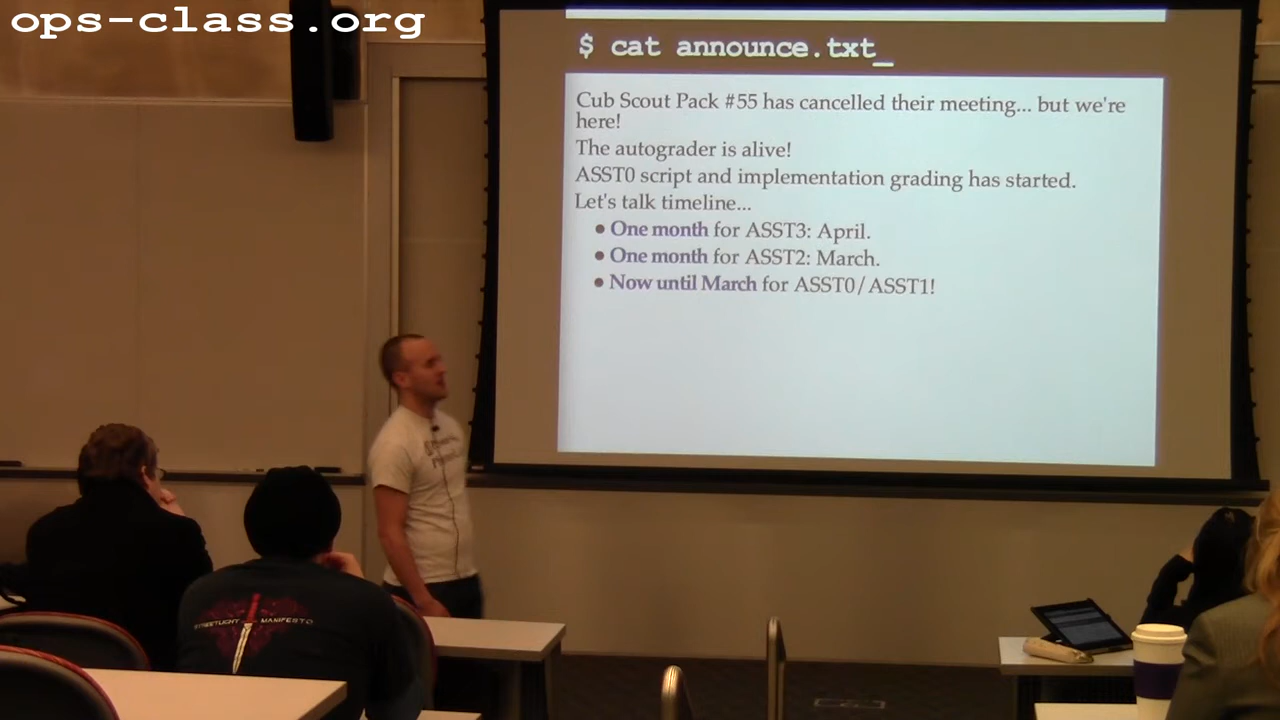 ops-class.org
$ cat announce.txt_
Cub Scout Pack #55 has cancelled their meeting... but we're
here!
The autograder is alive!
ASST0 script and implementation grading has started.
Let's talk timeline...
• One month for ASST3: April.
• One month for ASST2: March.
• Now until March for ASST0/ASST1!
STREETLIGHT MANIFESTO